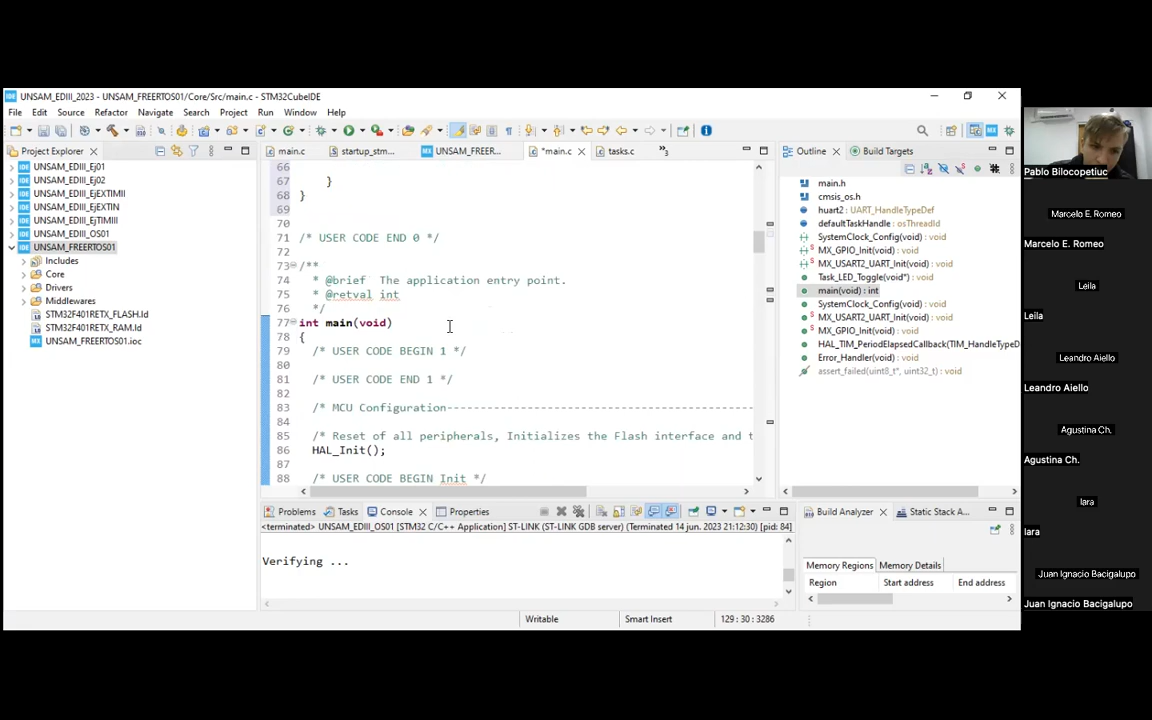 UNSAM_EDIII_2023 - UNSAM_FREERTOS01/Core/Src/main.c - STM32CubeIDE
File Edit Source Refactor Navigate Search Project Run Window Help
Project Explorer
UNSAM_EDIII_Ej01
UNSAM_EDIII_Ej02
UNSAM_EDIII_EjEXTIMII
UNSAM_EDIII_EjEXTIN
UNSAM_EDIII_EjTIMIII
UNSAM_EDIII_OS01
UNSAM_FREERTOS01
Includes
Core
Drivers
Middlewares
STM32F401RETX_FLASH.ld
STM32F401RETX_RAM.ld
UNSAM_FREERTOS01.ioc
main.c startup_stm... UNSAM_FREER... *main.c tasks.c
66
67 }
68 }
69
70
71 /* USER CODE END 0 */
72
73 /**
74 * @brief The application entry point.
75 * @retval int
76 */
77 int main(void)
78 {
79 /* USER CODE BEGIN 1 */
80
81 /* USER CODE END 1 */
82
83 /* MCU Configuration--------------------------------------------
84
85 /* Reset of all peripherals, Initializes the Flash interface and t
86 HAL_Init();
87
88 /* USER CODE BEGIN Init */
Outline Build Targets
main.h
cmsis_os.h
huart2 : UART_HandleTypeDef
defaultTaskHandle : osThreadId
SystemClock_Config(void) : void
MX_GPIO_Init(void) : void
MX_USART2_UART_Init(void) : void
Task_LED_Toggle(void*) : void
main(void) : int
SystemClock_Config(void) : void
MX_USART2_UART_Init(void) : void
MX_GPIO_Init(void) : void
HAL_TIM_PeriodElapsedCallback(TIM_HandleTypeD
Error_Handler(void) : void
assert_failed(uint8_t*, uint32_t) : void
Problems Tasks Console Properties
<terminated> UNSAM_EDIII_OS01 [STM32 C/C++ Application] ST-LINK (ST-LINK GDB server) (Terminated 14 jun. 2023 21:12:30) [pid: 84]
Verifying ...
Build Analyzer Static Stack A...
Memory Regions Memory Details
Region Start address End address
Writable Smart Insert 129 : 30 : 3286
Pablo Bilocopetiuc
Marcelo E. Romeo
Marcelo E. Romeo
Leila
Leila
Leandro Aiello
Leandro Aiello
Agustina Ch.
Agustina Ch.
Iara
Iara
Juan Ignacio Bacigalupo
Juan Ignacio Bacigalupo